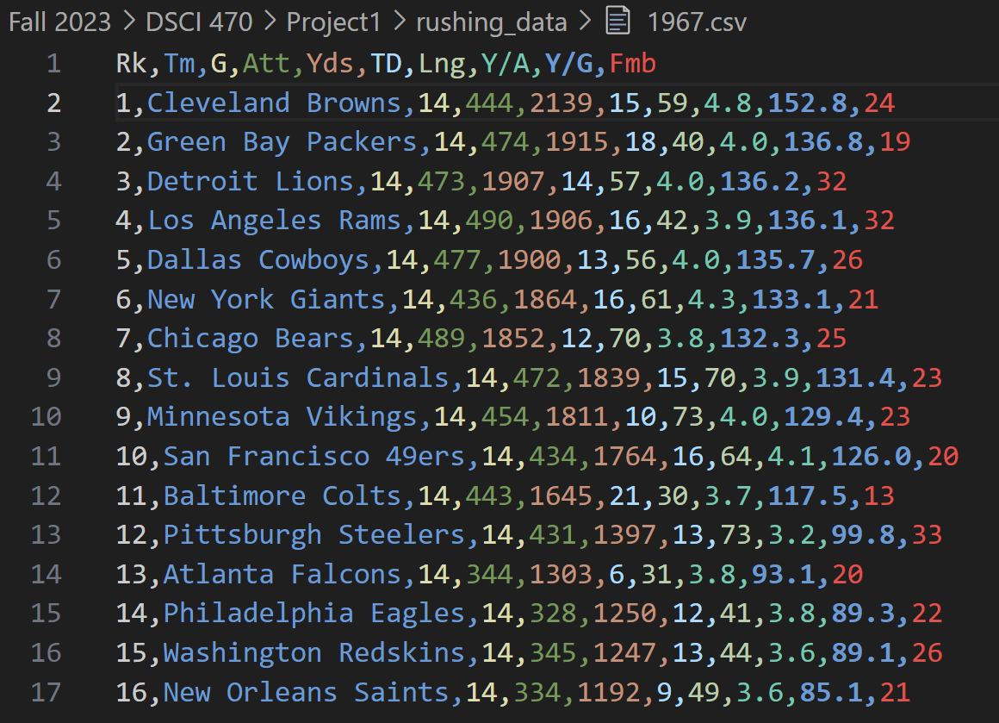 Fall 2023 > DSCI 470 > Project1 > rushing_data > 1967.csv
1 Rk,Tm,G,Att,Yds,TD,Lng,Y/A,Y/G,Fmb
2 1,Cleveland Browns,14,444,2139,15,59,4.8,152.8,24
3 2,Green Bay Packers,14,474,1915,18,40,4.0,136.8,19
4 3,Detroit Lions,14,473,1907,14,57,4.0,136.2,32
5 4,Los Angeles Rams,14,490,1906,16,42,3.9,136.1,32
6 5,Dallas Cowboys,14,477,1900,13,56,4.0,135.7,26
7 6,New York Giants,14,436,1864,16,61,4.3,133.1,21
8 7,Chicago Bears,14,489,1852,12,70,3.8,132.3,25
9 8,St. Louis Cardinals,14,472,1839,15,70,3.9,131.4,23
10 9,Minnesota Vikings,14,454,1811,10,73,4.0,129.4,23
11 10,San Francisco 49ers,14,434,1764,16,64,4.1,126.0,20
12 11,Baltimore Colts,14,443,1645,21,30,3.7,117.5,13
13 12,Pittsburgh Steelers,14,431,1397,13,73,3.2,99.8,33
14 13,Atlanta Falcons,14,344,1303,6,31,3.8,93.1,20
15 14,Philadelphia Eagles,14,328,1250,12,41,3.8,89.3,22
16 15,Washington Redskins,14,345,1247,13,44,3.6,89.1,26
17 16,New Orleans Saints,14,334,1192,9,49,3.6,85.1,21